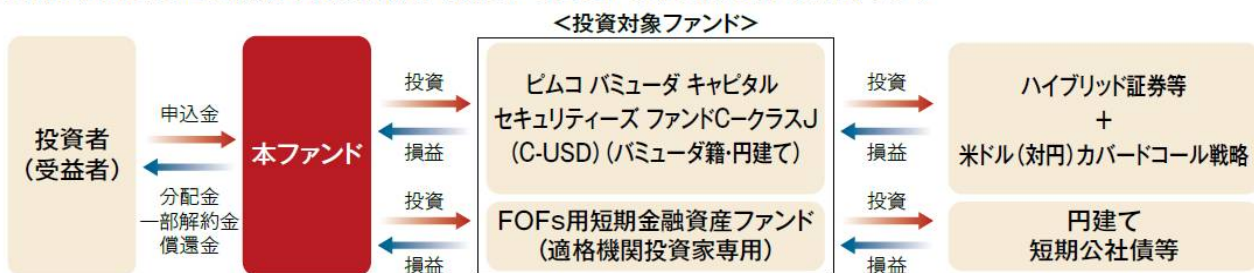 <投資対象ファンド>
投資者
(受益者)
申込金
分配金
一部解約金
償還金
本ファンド
投資
損益
投資
損益
ピムコ バミューダ キャピタル
セキュリティーズ ファンドC-クラスJ
(C-USD)(バミューダ籍・円建て)
FOFs用短期金融資産ファンド
(適格機関投資家専用)
投資
損益
投資
損益
ハイブリッド証券等
+
米ドル(対円)カバードコール戦略
円建て
短期公社債等